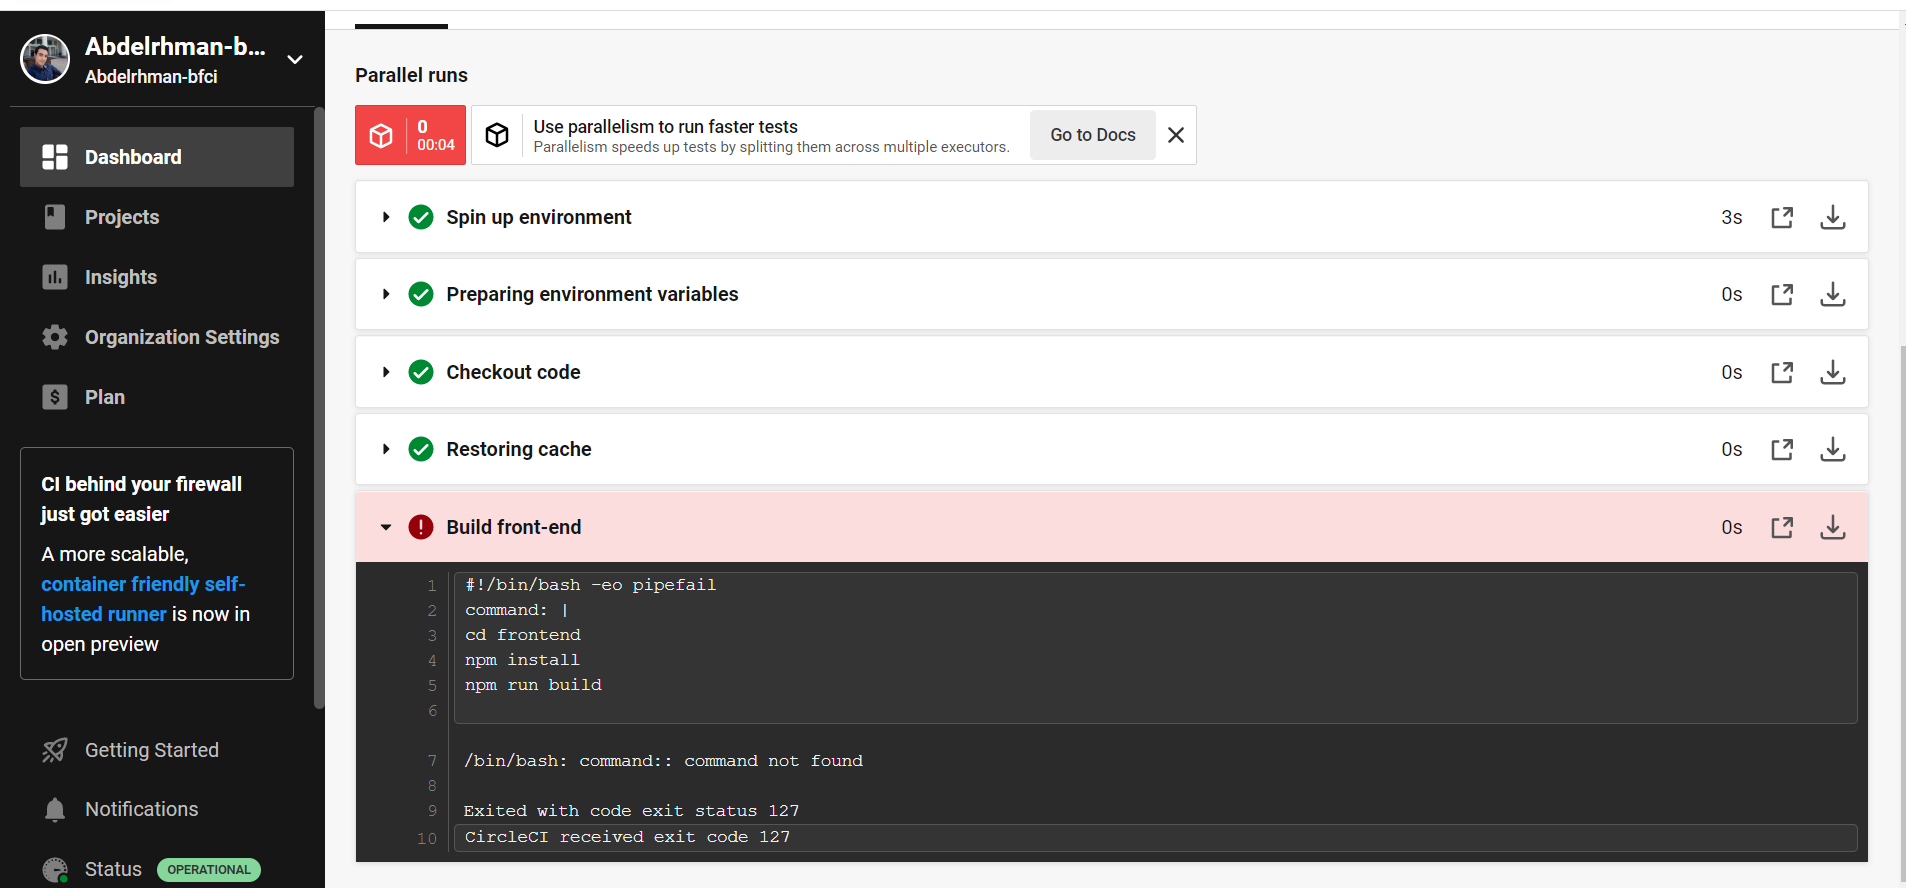 Abdelrhman-b...
Abdelrhman-bfci
Dashboard
Projects
Insights
Organization Settings
Plan
CI behind your firewall
just got easier
A more scalable,
container friendly self-
hosted runner is now in
open preview
Getting Started
Notifications
Status OPERATIONAL
Parallel runs
0
00:04
Use parallelism to run faster tests
Parallelism speeds up tests by splitting them across multiple executors.
Go to Docs
Spin up environment 3s
Preparing environment variables 0s
Checkout code 0s
Restoring cache 0s
Build front-end 0s
1 #!/bin/bash -eo pipefail
2 command: |
3 cd frontend
4 npm install
5 npm run build
6
7 /bin/bash: command:: command not found
8
9 Exited with code exit status 127
10 CircleCI received exit code 127